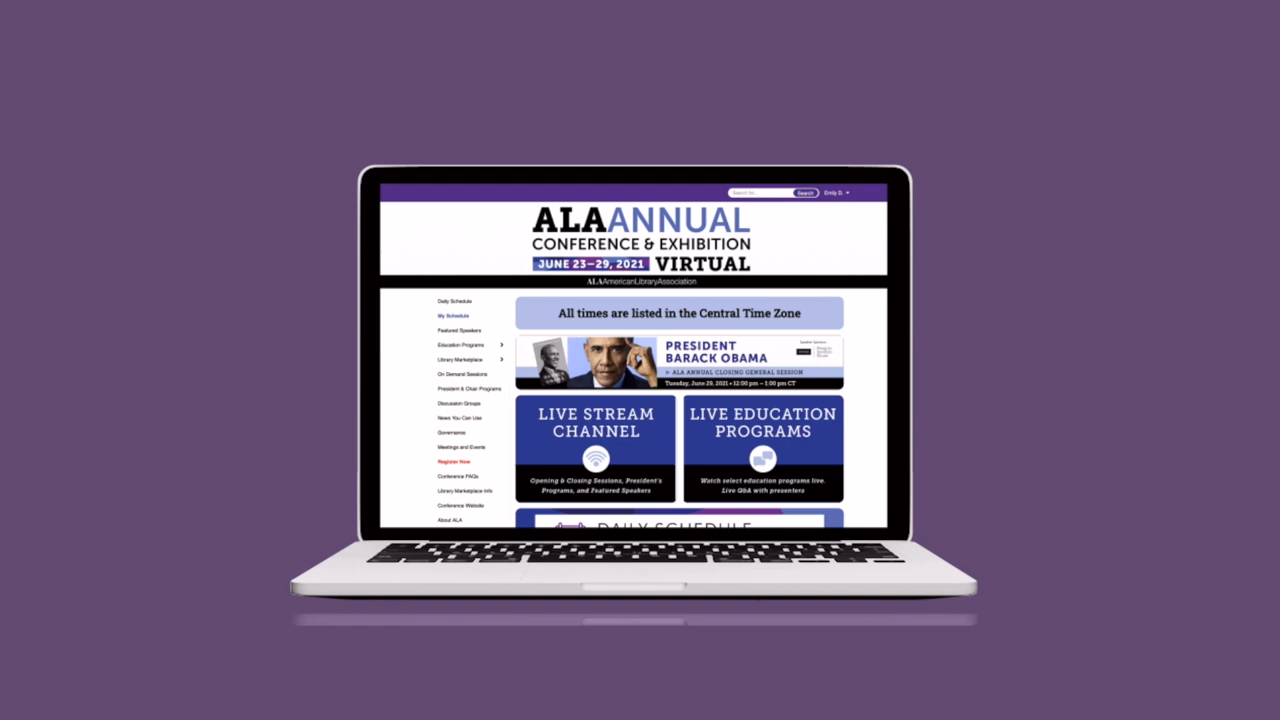 Search for...
Search
Emily D.
ALAANNUAL
CONFERENCE & EXHIBITION
JUNE 23–29, 2021 VIRTUAL
ALAAmericanLibraryAssociation
Daily Schedule
My Schedule
Featured Speakers
Education Programs
Library Marketplace
On Demand Sessions
President & Chair Programs
Discussion Groups
News You Can Use
Governance
Meetings and Events
Register Now
Conference FAQs
Library Marketplace Info
Conference Website
About ALA
All times are listed in the Central Time Zone
PRESIDENT
BARACK OBAMA
ALA ANNUAL CLOSING GENERAL SESSION
Tuesday, June 29, 2021 • 12:00 pm – 1:00 pm CT
LIVE STREAM
CHANNEL
Opening & Closing Sessions, President's
Programs, and Featured Speakers
LIVE EDUCATION
PROGRAMS
Watch select education programs live.
Live Q&A with presenters
DAILY SCHEDULE